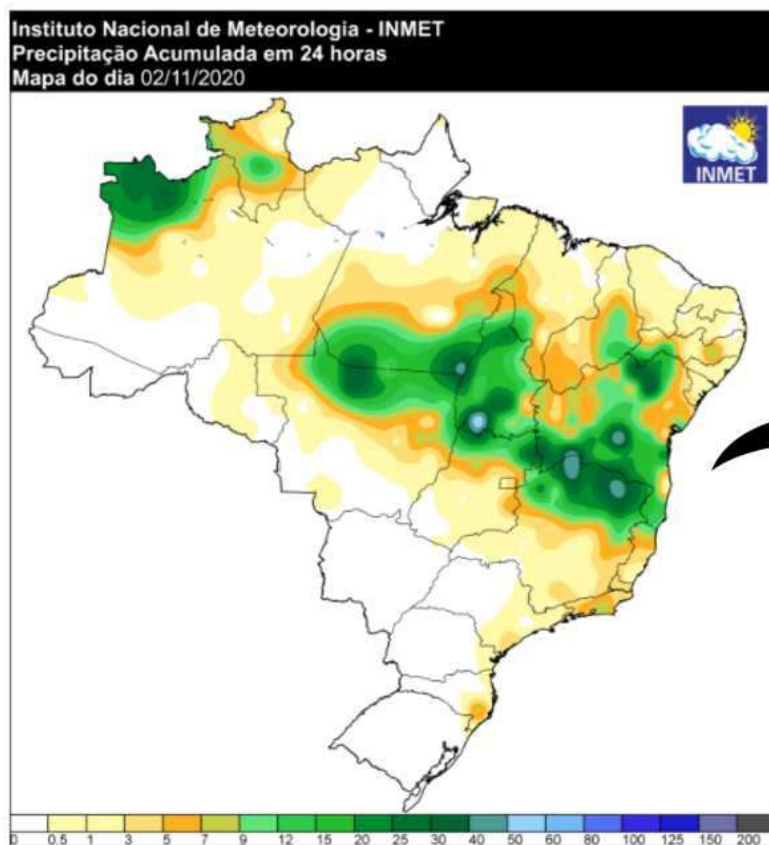 Instituto Nacional de Meteorologia - INMET
Precipitação Acumulada em 24 horas
Mapa do dia 02/11/2020
INMET
0 0.5 1 3 5 7 9 12 15 20 25 30 40 50 60 80 100 125 150 200